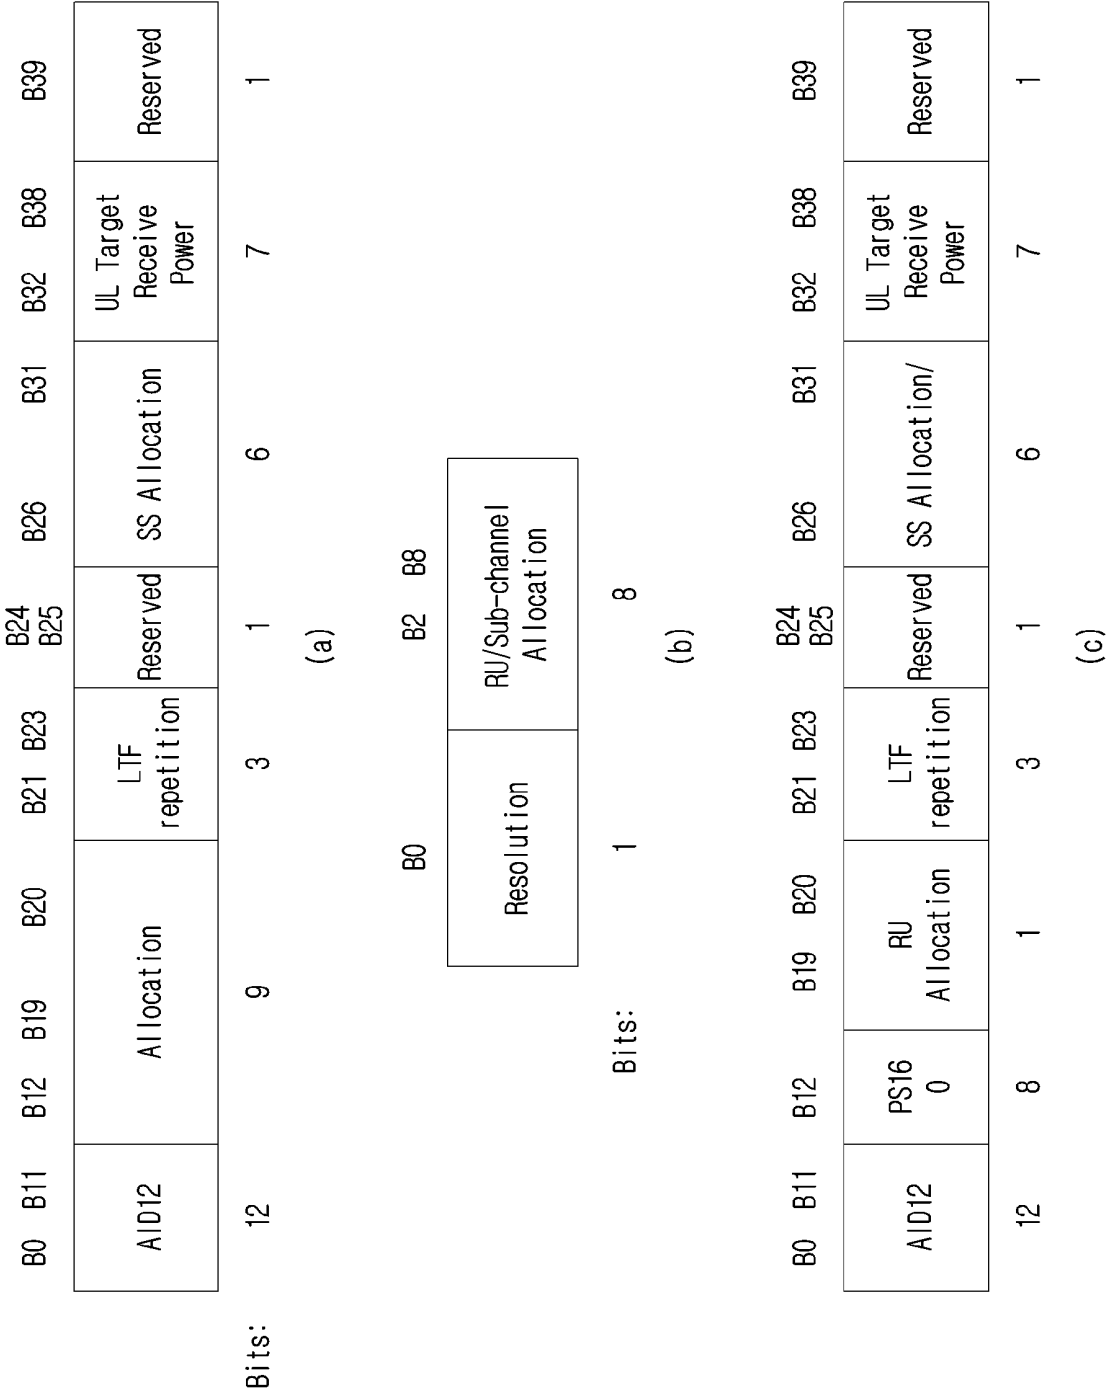 B0 B11 B12 B19 B20 B21 B23 B24 B25 B26 B31 B32 B38 B39
AID12
Allocation
LTF
repetition
Reserved
SS Allocation
UL Target
Receive
Power
Reserved
Bits: 12 9 3 1 6 7 1
(a)
B0 B2 B8
Resolution
RU/Sub-channel
Allocation
Bits: 1 8
(b)
B0 B11 B12 B19 B20 B21 B23 B24 B25 B26 B31 B32 B38 B39
AID12
PS16
0
RU
Allocation
LTF
repetition
Reserved
SS Allocation/
UL Target
Receive
Power
Reserved
12 8 1 3 1 6 7 1
(c)